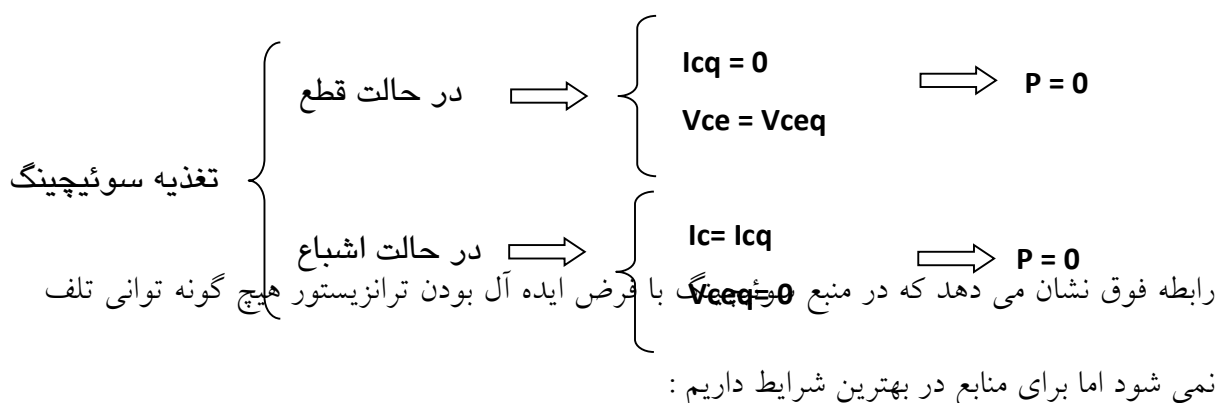 Icq = 0
در حالت قطع
P = 0
Vce = Vceq
تغذیه سوئیچینگ
Ic= Icq
در حالت اشباع
P = 0
Vceq= 0
رابطه فوق نشان می دهد که در منبع سوئیچینگ با فرض ایده آل بودن ترانزیستور هیچ گونه توانی تلف
نمی شود اما برای منابع در بهترین شرایط داریم :